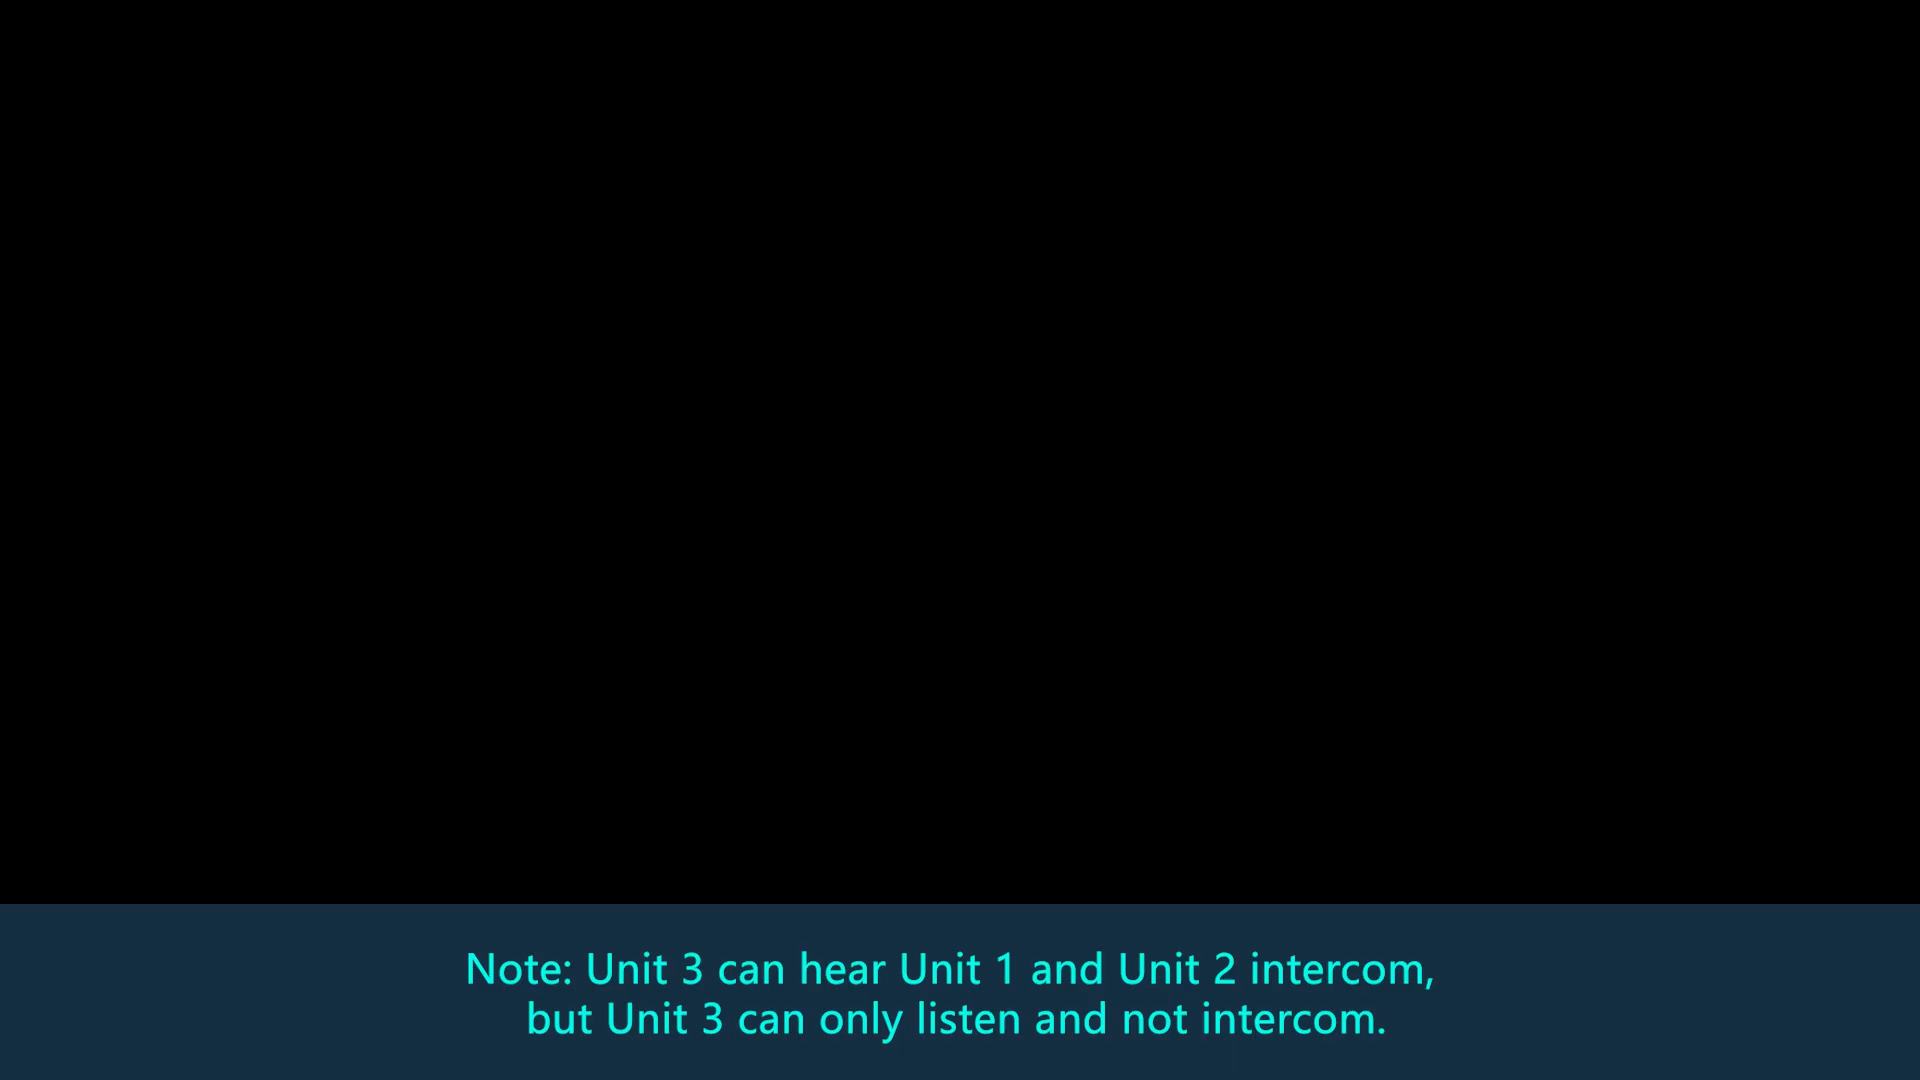 Note: Unit 3 can hear Unit 1 and Unit 2 intercom,
but Unit 3 can only listen and not intercom.